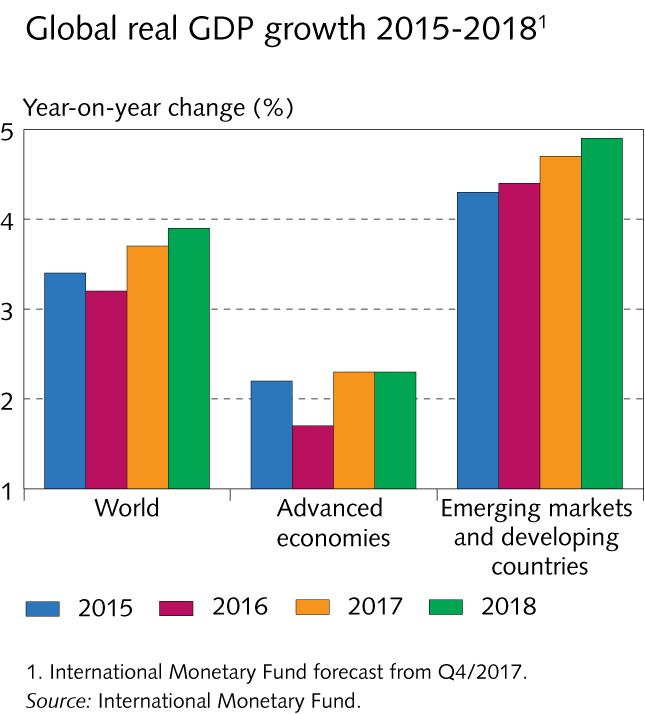 Global real GDP growth 2015-2018¹
Year-on-year change (%)
5
4
3
2
1
World
Advanced
economies
Emerging markets
and developing
countries
2015 2016 2017 2018
1. International Monetary Fund forecast from Q4/2017.
Source: International Monetary Fund.